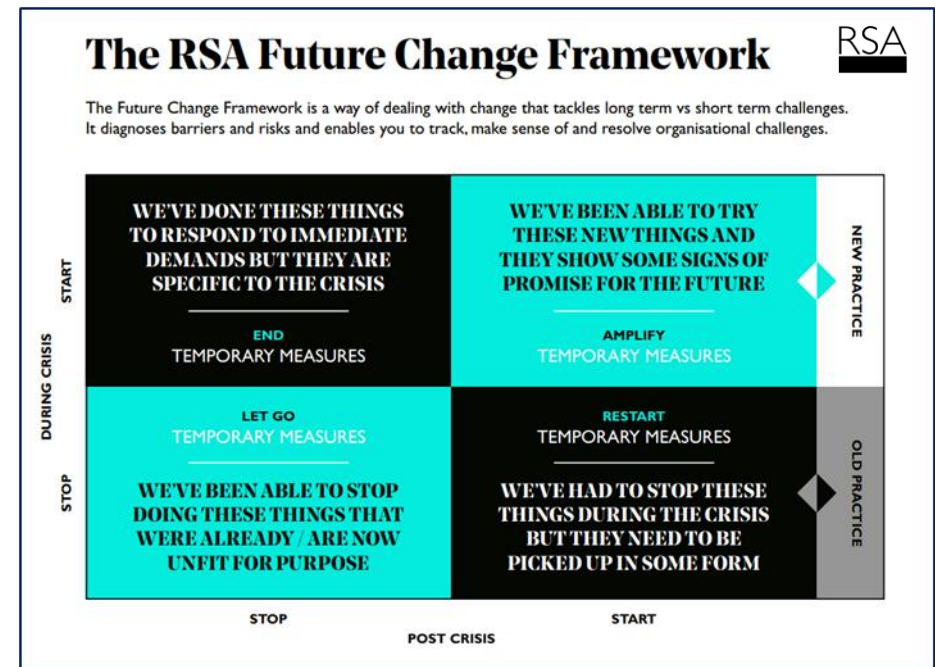 The RSA Future Change Framework
RSA
The Future Change Framework is a way of dealing with change that tackles long term vs short term challenges.
It diagnoses barriers and risks and enables you to track, make sense of and resolve organisational challenges.
DURING CRISIS
START
WE'VE DONE THESE THINGS
TO RESPOND TO IMMEDIATE
DEMANDS BUT THEY ARE
SPECIFIC TO THE CRISIS
END
TEMPORARY MEASURES
WE'VE BEEN ABLE TO TRY
THESE NEW THINGS AND
THEY SHOW SOME SIGNS OF
PROMISE FOR THE FUTURE
AMPLIFY
TEMPORARY MEASURES
NEW PRACTICE
STOP
LET GO
TEMPORARY MEASURES
WE'VE BEEN ABLE TO STOP
DOING THESE THINGS THAT
WERE ALREADY / ARE NOW
UNFIT FOR PURPOSE
RESTART
TEMPORARY MEASURES
WE'VE HAD TO STOP THESE
THINGS DURING THE CRISIS
BUT THEY NEED TO BE
PICKED UP IN SOME FORM
OLD PRACTICE
STOP
START
POST CRISIS